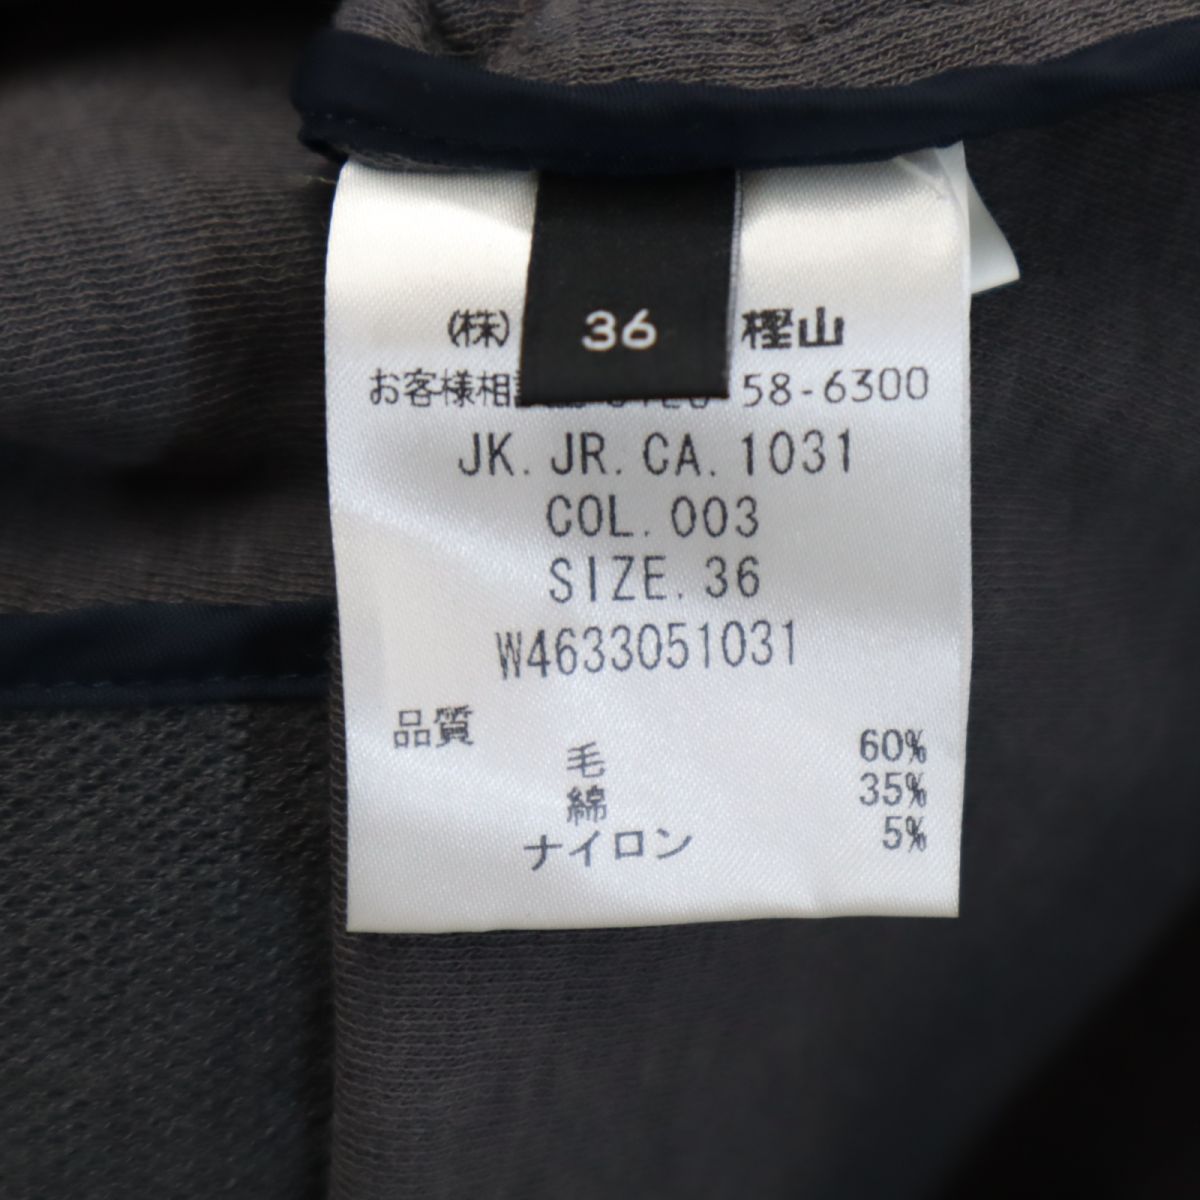 (株) 36 樫山
お客様相 58-6300
JK. JR. CA. 1031
COL. 003
SIZE. 36
W4633051031
品質
毛 60%
綿 35%
ナイロン 5%